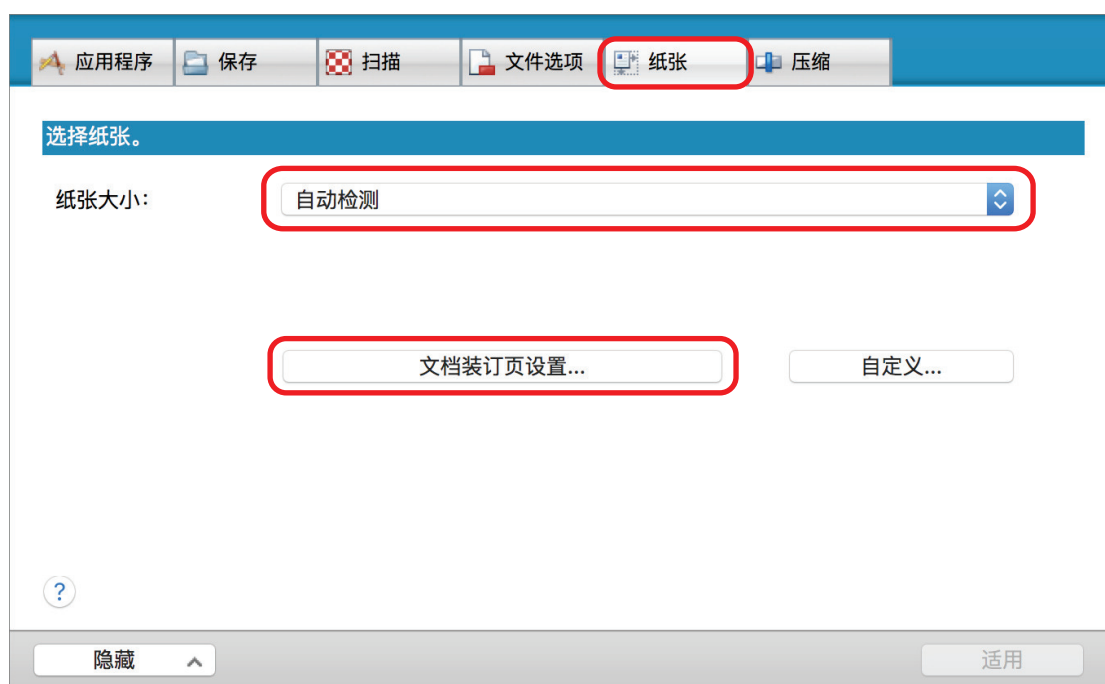 应用程序 保存 扫描 文件选项 纸张 压缩
选择纸张。
纸张大小： 自动检测
文档装订页设置... 自定义...
?
隐藏 适用